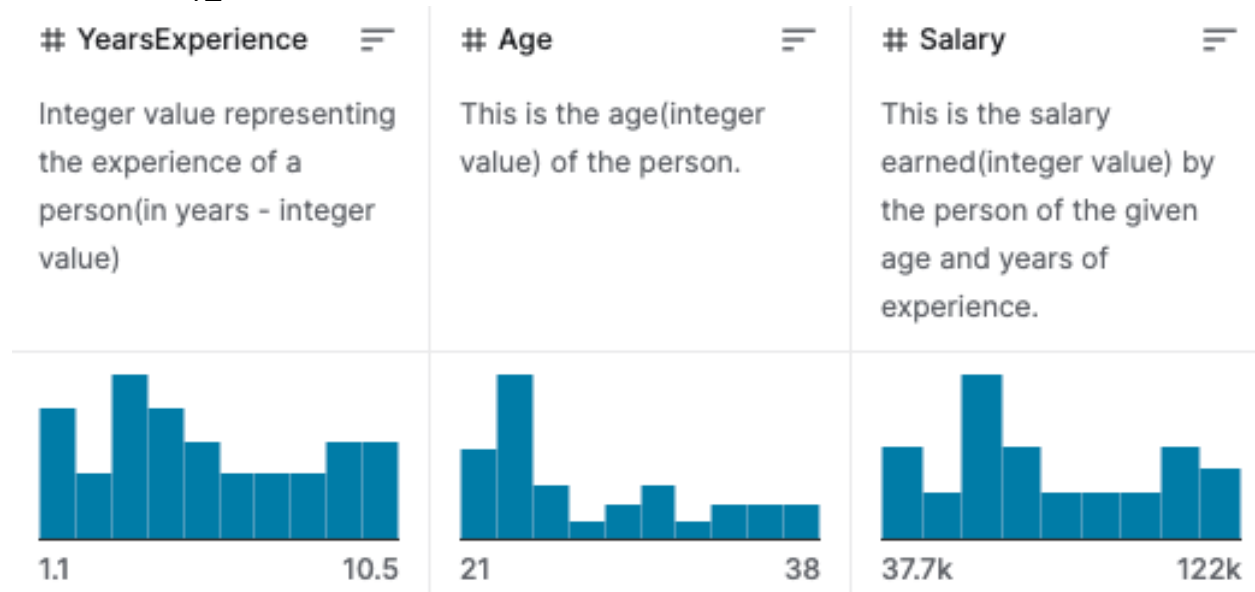 # YearsExperience
Integer value representing
the experience of a
person(in years - integer
value)
1.1 10.5
# Age
This is the age(integer
value) of the person.
21 38
# Salary
This is the salary
earned(integer value) by
the person of the given
age and years of
experience.
37.7k 122k